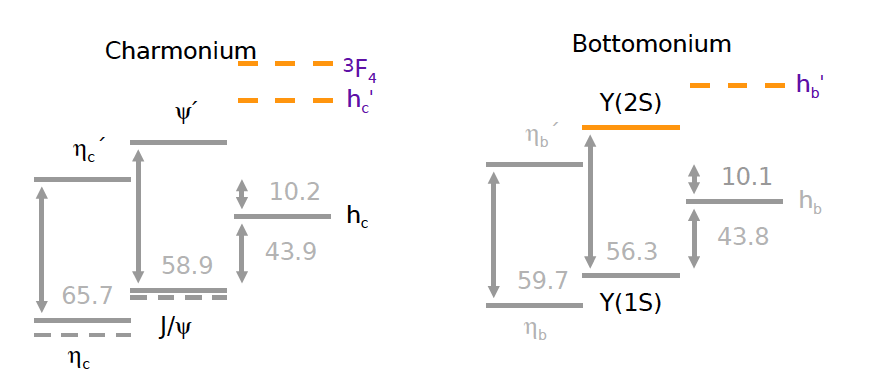 Charmonium
³F₄
h꜀'
ψ´
η꜀´
10.2
h꜀
43.9
58.9
65.7
J/ψ
η꜀
Bottomonium
h_b'
Υ(2S)
η_b´
10.1
h_b
43.8
56.3
59.7
Υ(1S)
η_b